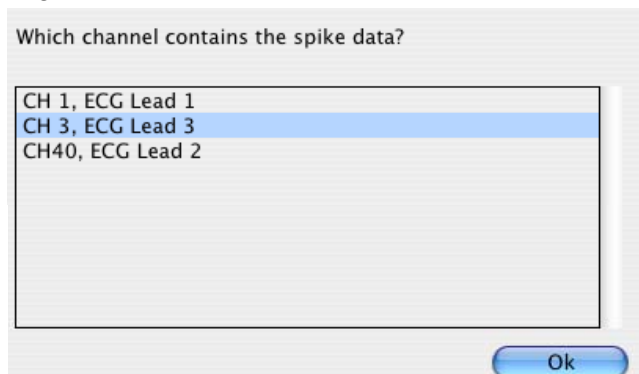 Which channel contains the spike data?
CH 1, ECG Lead 1
CH 3, ECG Lead 3
CH40, ECG Lead 2
Ok